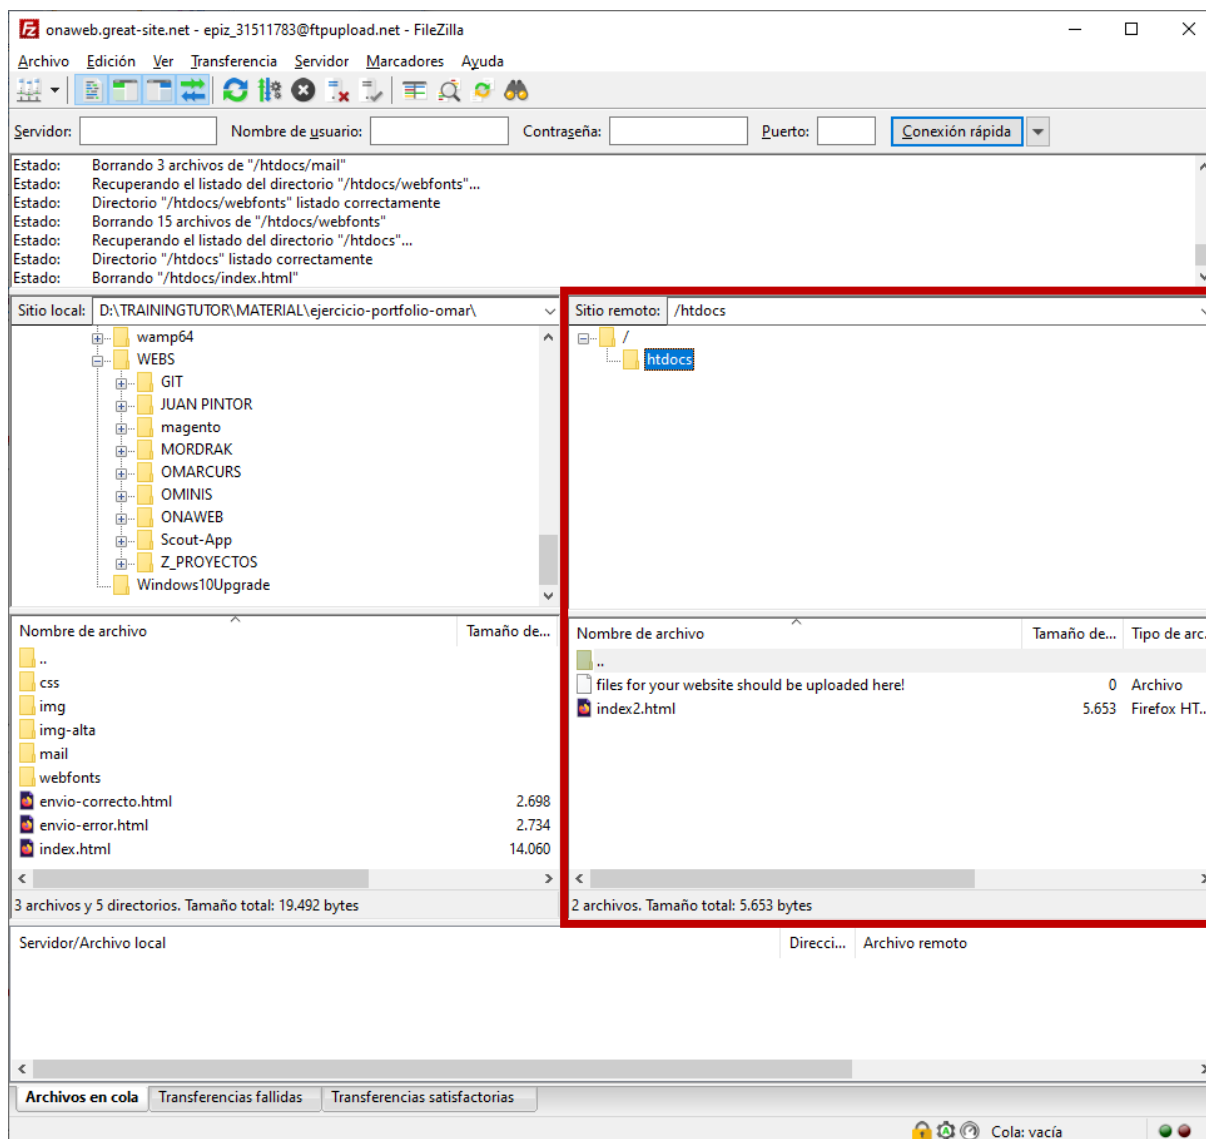 onaweb.great-site.net - epiz_31511783@ftpupload.net - FileZilla
Archivo Edición Ver Transferencia Servidor Marcadores Ayuda
Servidor: Nombre de usuario: Contraseña: Puerto: Conexión rápida
Estado: Borrando 3 archivos de "/htdocs/mail"
Estado: Recuperando el listado del directorio "/htdocs/webfonts"...
Estado: Directorio "/htdocs/webfonts" listado correctamente
Estado: Borrando 15 archivos de "/htdocs/webfonts"
Estado: Recuperando el listado del directorio "/htdocs"...
Estado: Directorio "/htdocs" listado correctamente
Estado: Borrando "/htdocs/index.html"
Sitio local: D:\TRAININGTUTOR\MATERIAL\ejercicio-portfolio-omar\
wamp64
WEBS
GIT
JUAN PINTOR
magento
MORDRAK
OMARCURS
OMINIS
ONAWEB
Scout-App
Z_PROYECTOS
Windows10Upgrade
Nombre de archivo Tamaño de...
..
css
img
img-alta
mail
webfonts
envio-correcto.html 2.698
envio-error.html 2.734
index.html 14.060
3 archivos y 5 directorios. Tamaño total: 19.492 bytes
Sitio remoto: /htdocs
/
htdocs
Nombre de archivo Tamaño de... Tipo de arc.
..
files for your website should be uploaded here! 0 Archivo
index2.html 5.653 Firefox HT..
2 archivos. Tamaño total: 5.653 bytes
Servidor/Archivo local Direcci... Archivo remoto
Archivos en cola Transferencias fallidas Transferencias satisfactorias
Cola: vacía